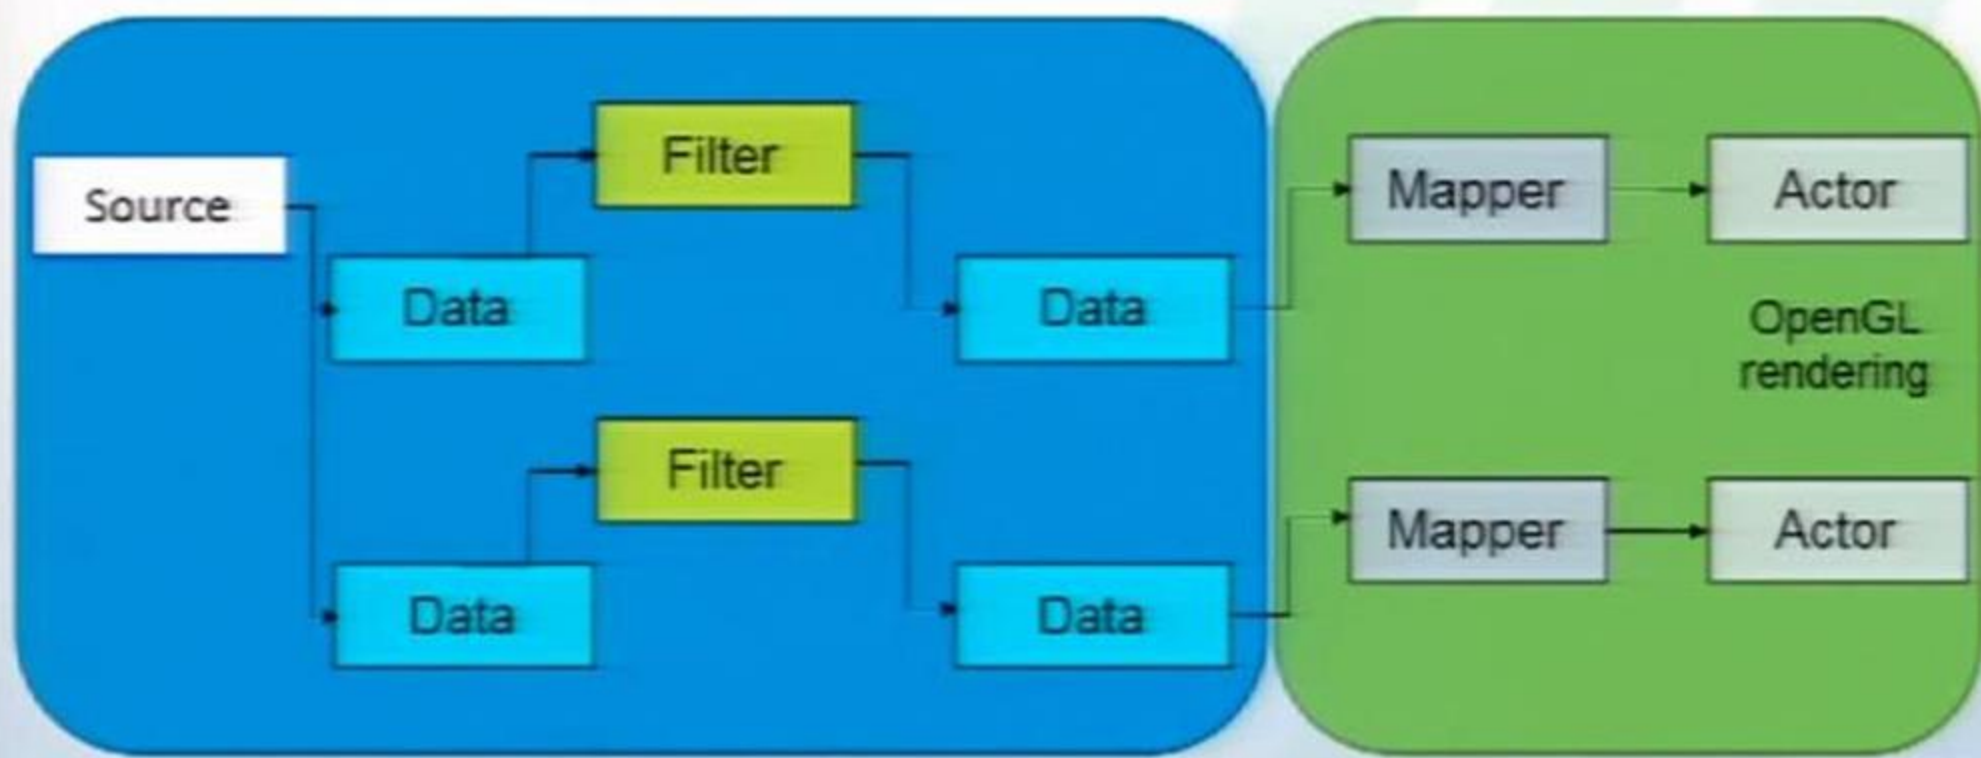 Source
Filter
Data
Data
Filter
Data
Data
Mapper
Actor
OpenGL
rendering
Mapper
Actor